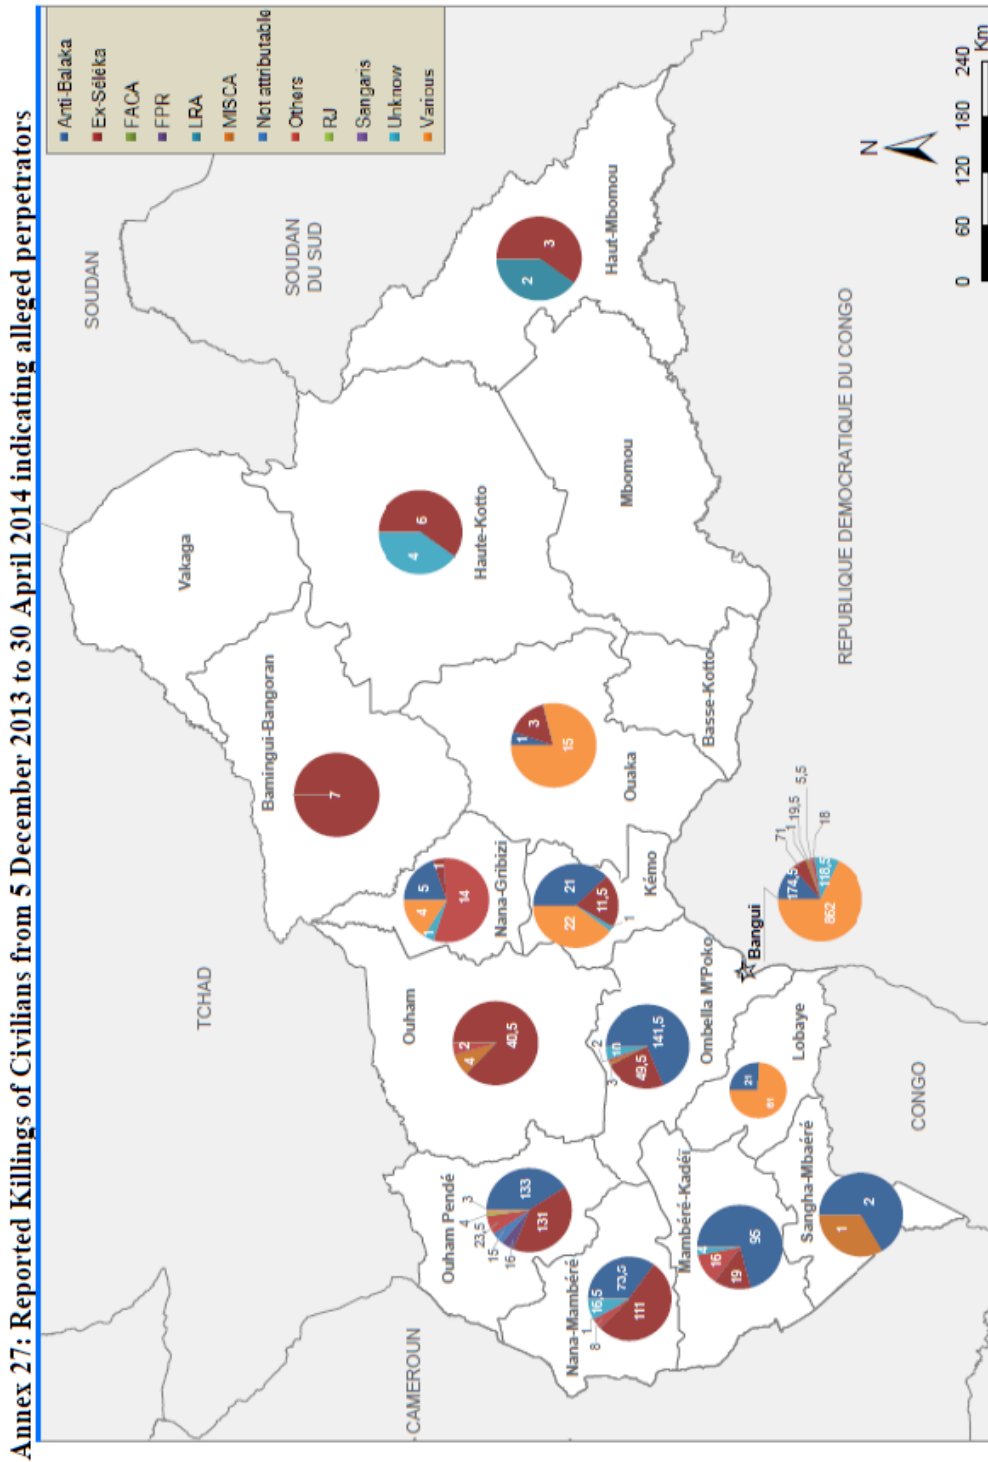 Annex 27: Reported Killings of Civilians from 5 December 2013 to 30 April 2014 indicating alleged perpetrators
Anti-Balaka
Ex-Séléka
FACA
FPR
LRA
MISCA
Not attributable
Others
RJ
Sangaris
Unknow
Various
SOUDAN
SOUDAN
DU SUD
TCHAD
CAMEROUN
CONGO
REPUBLIQUE DEMOCRATIQUE DU CONGO
Vakaga
Bamingui-Bangoran
7
Haute-Kotto
4
6
Haut-Mbomou
2
3
Mbomou
Basse-Kotto
Ouaka
1
3
15
Nana-Gribizi
5
1
14
1
4
Kémo
21
11,5
1
22
Ouham
2
4
40,5
Ouham Pendé
3
4
23,5
15
16
131
133
Nana-Mambéré
73,5
111
8
1
16,5
Mambéré-Kadéï
4
16
19
95
Sangha-Mbaéré
1
2
Lobaye
21
61
Ombella M'Poko
2
10
3
49,5
141,5
Bangui
174,5
71
1
19,5
5,5
18
118,5
862
N
0 60 120 180 240
Km